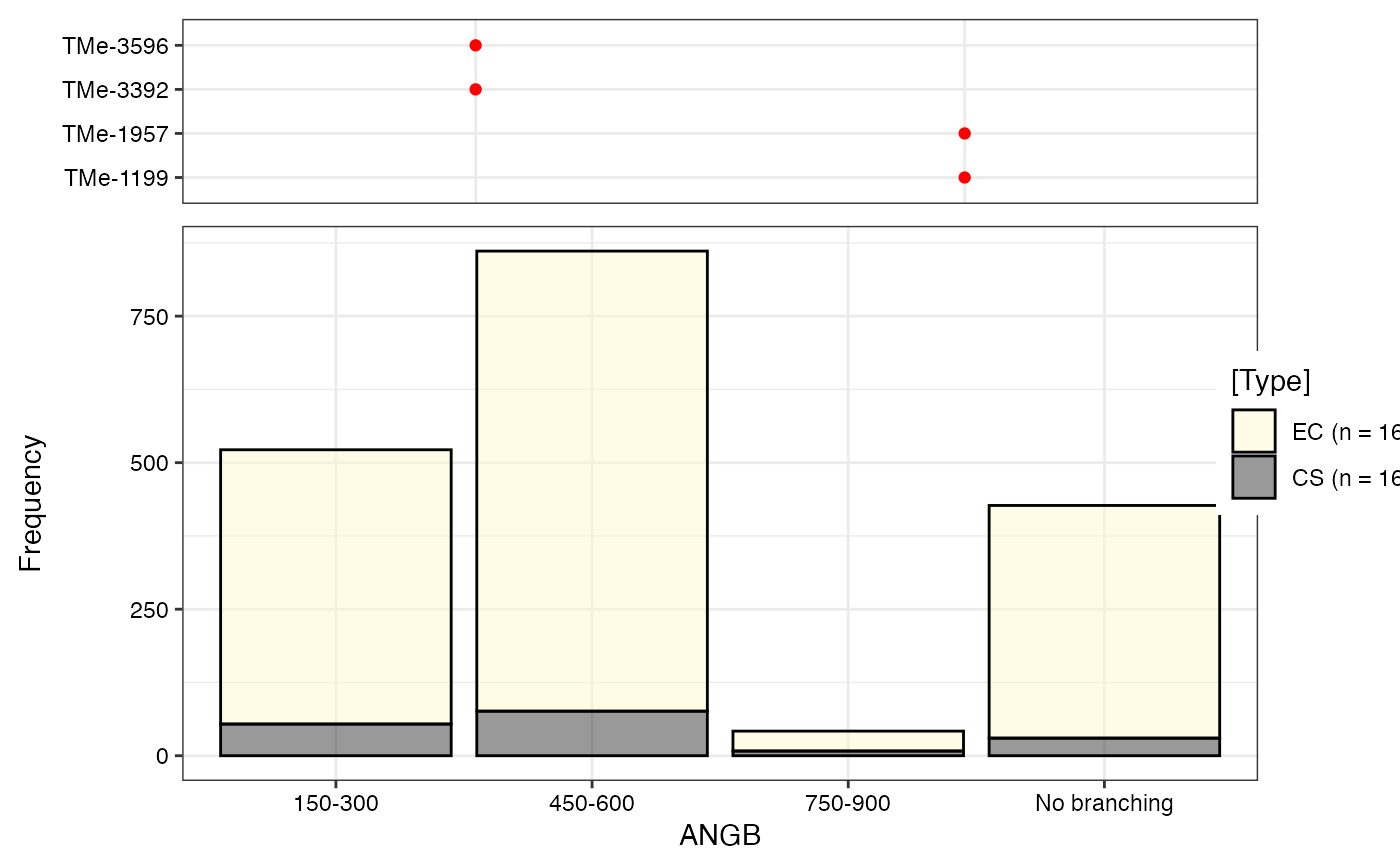 TMe-3596
TMe-3392
TMe-1957
TMe-1199
750
500
250
0
Frequency
150-300
450-600
750-900
No branching
ANGB
[Type]
EC (n = 16
CS (n = 16